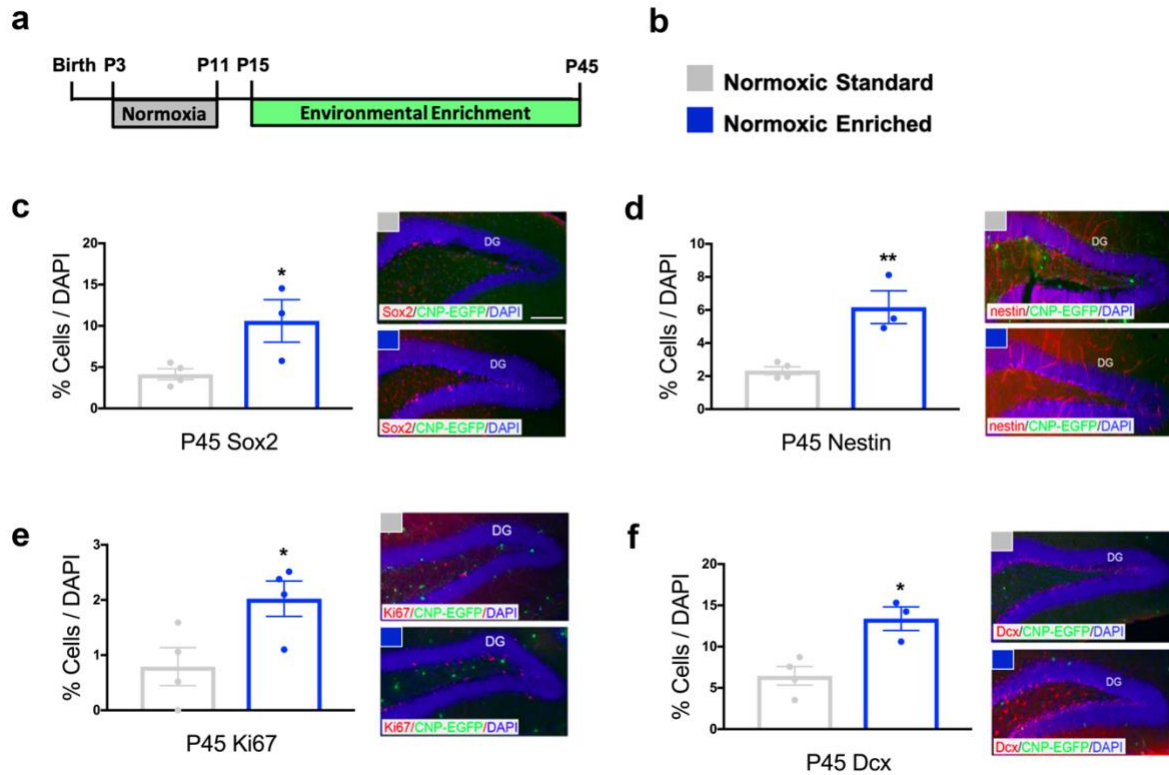 a
Birth P3 P11 P15 P45
Normoxia Environmental Enrichment
b
Normoxic Standard
Normoxic Enriched
c
% Cells / DAPI
20
15
10
5
0
*
P45 Sox2
DG
Sox2/CNP-EGFP/DAPI
DG
Sox2/CNP-EGFP/DAPI
d
% Cells / DAPI
10
8
6
4
2
0
**
P45 Nestin
DG
nestin/CNP-EGFP/DAPI
DG
nestin/CNP-EGFP/DAPI
e
% Cells / DAPI
3
2
1
0
*
P45 Ki67
DG
Ki67/CNP-EGFP/DAPI
DG
Ki67/CNP-EGFP/DAPI
f
% Cells / DAPI
20
15
10
5
0
*
P45 Dcx
DG
Dcx/CNP-EGFP/DAPI
DG
Dcx/CNP-EGFP/DAPI